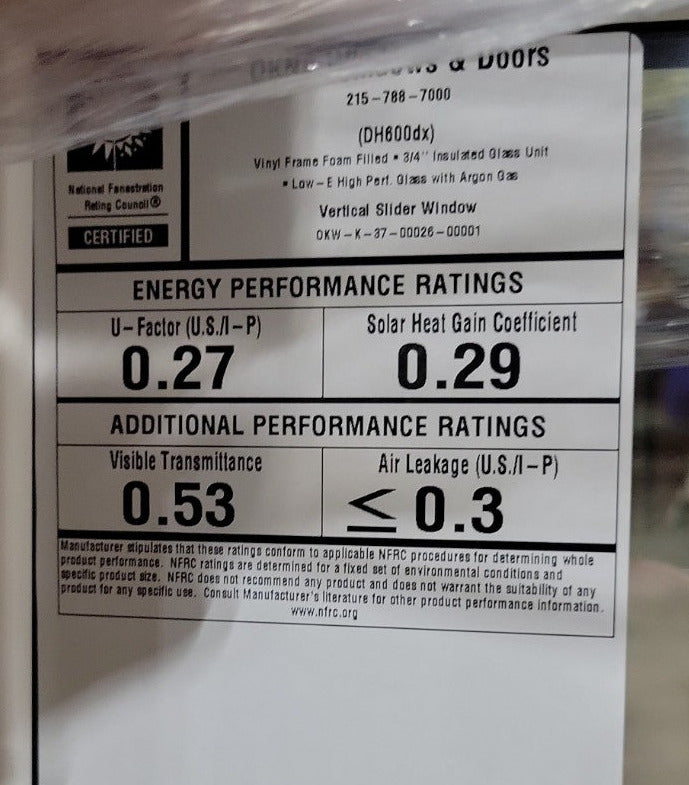 & Doors
215-788-7000
(DH600dx)
Vinyl Frame Foam Filled ▪ 3/4'' Insulated Glass Unit
▪ Low-E High Perf. Glass with Argon Gas
Vertical Slider Window
OKW-K-37-00026-00001
National Fenestration
Rating Council®
CERTIFIED
ENERGY PERFORMANCE RATINGS
U-Factor (U.S./I-P)
0.27
Solar Heat Gain Coefficient
0.29
ADDITIONAL PERFORMANCE RATINGS
Visible Transmittance
0.53
Air Leakage (U.S./I-P)
≤ 0.3
Manufacturer stipulates that these ratings conform to applicable NFRC procedures for determining whole
product performance. NFRC ratings are determined for a fixed set of environmental conditions and
specific product size. NFRC does not recommend any product and does not warrant the suitability of any
product for any specific use. Consult Manufacturer's literature for other product performance information.
www.nfrc.org